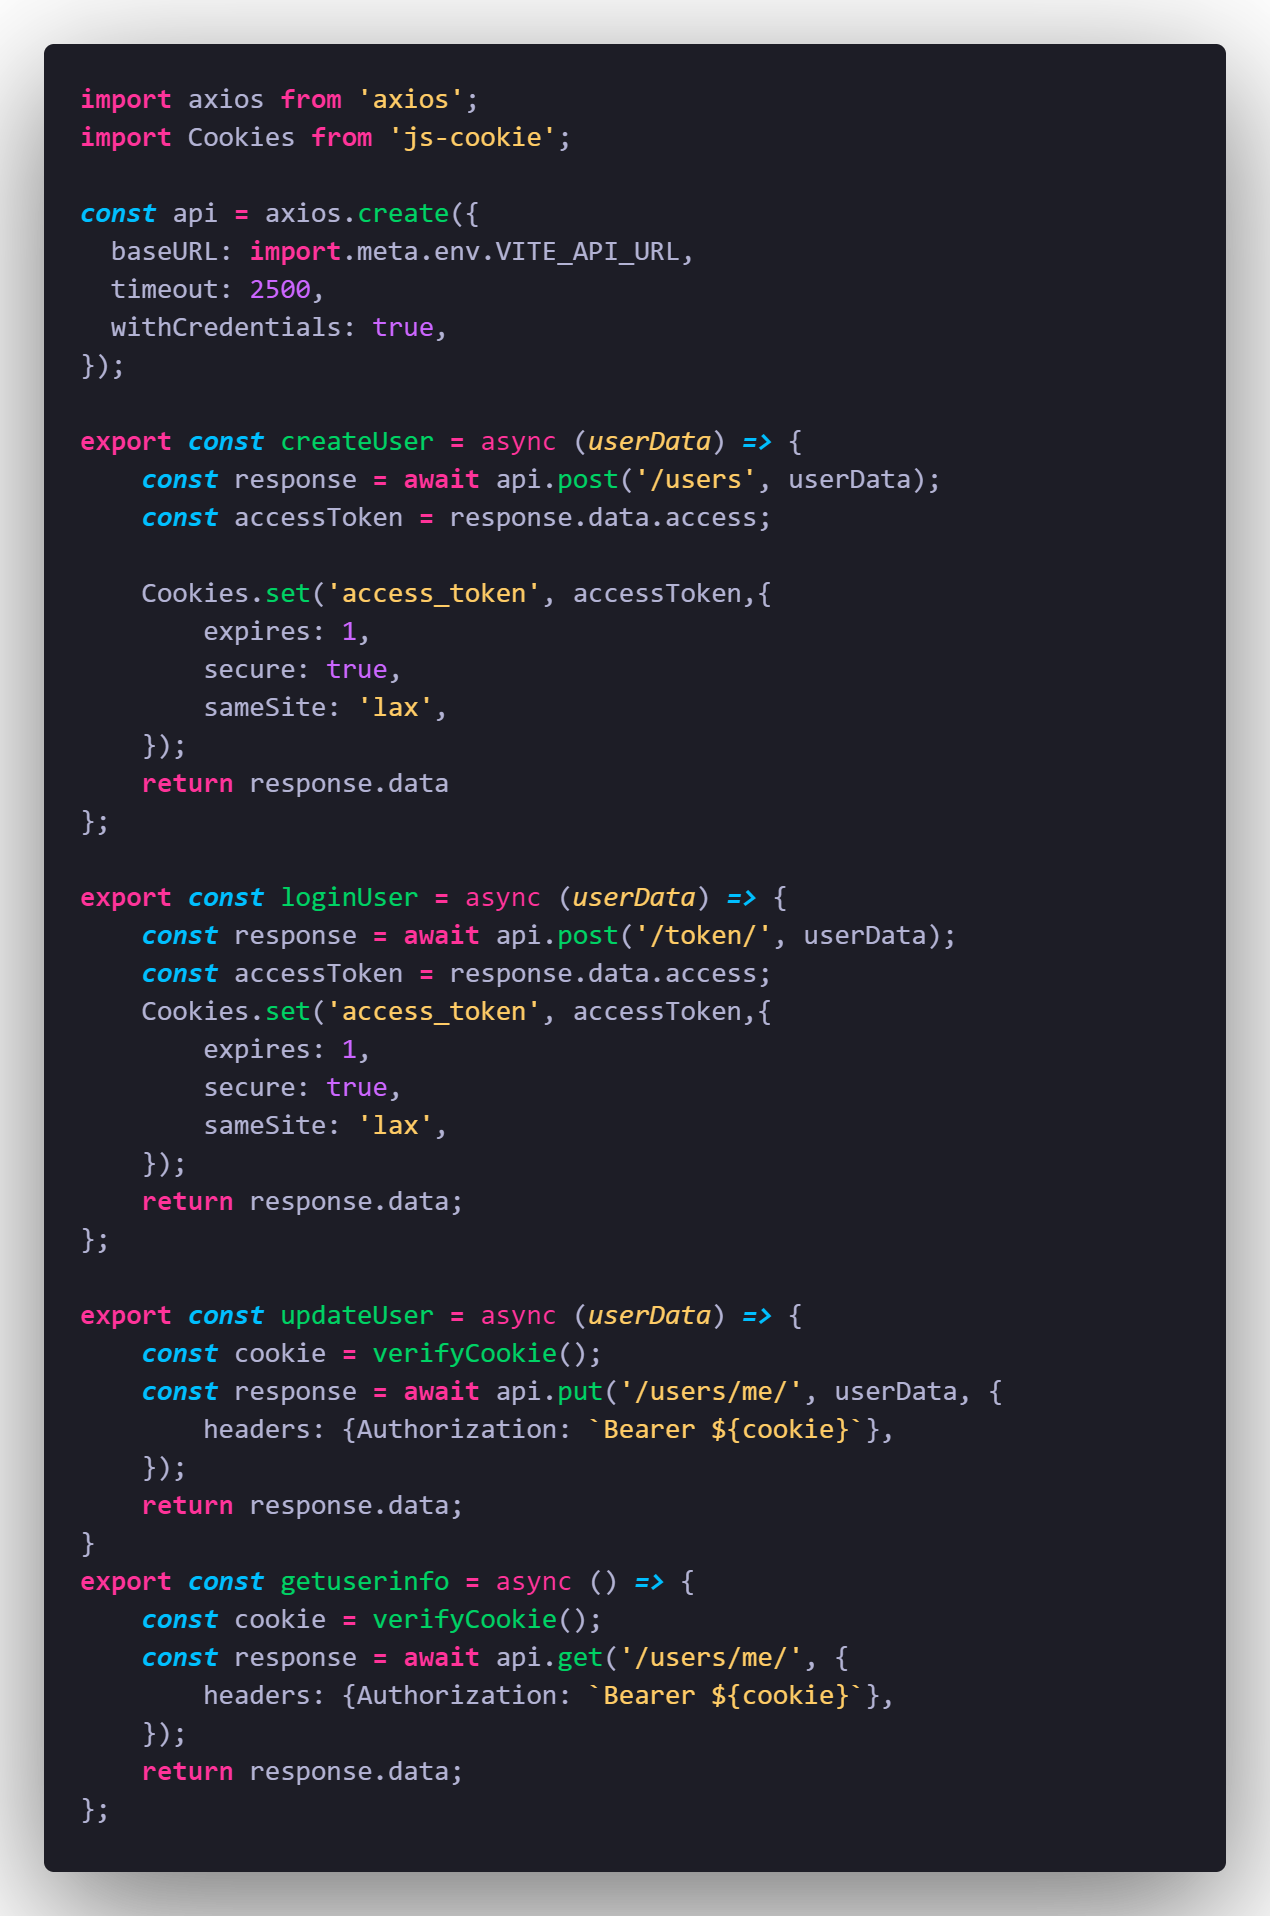 import axios from 'axios';
import Cookies from 'js-cookie';

const api = axios.create({
  baseURL: import.meta.env.VITE_API_URL,
  timeout: 2500,
  withCredentials: true,
});

export const createUser = async (userData) => {
    const response = await api.post('/users', userData);
    const accessToken = response.data.access;

    Cookies.set('access_token', accessToken,{
        expires: 1,
        secure: true,
        sameSite: 'lax',
    });
    return response.data
};

export const loginUser = async (userData) => {
    const response = await api.post('/token/', userData);
    const accessToken = response.data.access;
    Cookies.set('access_token', accessToken,{
        expires: 1,
        secure: true,
        sameSite: 'lax',
    });
    return response.data;
};

export const updateUser = async (userData) => {
    const cookie = verifyCookie();
    const response = await api.put('/users/me/', userData, {
        headers: {Authorization: `Bearer ${cookie}`},
    });
    return response.data;
}
export const getuserinfo = async () => {
    const cookie = verifyCookie();
    const response = await api.get('/users/me/', {
        headers: {Authorization: `Bearer ${cookie}`},
    });
    return response.data;
};